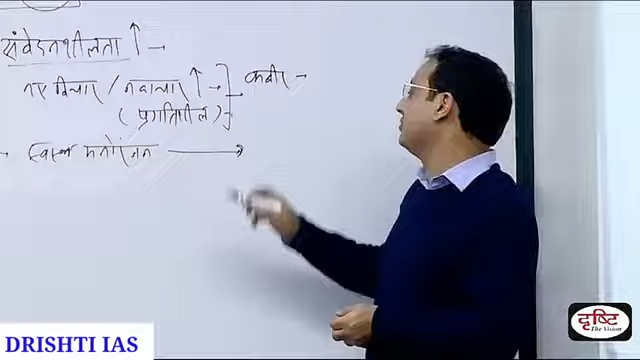 संवेदनशीलता ↑ →
नए विचार / नवाचार ↑ → कबीर →
( प्रगतिशील )
स्वस्थ मनोरंजन →
DRISHTI IAS
दृष्टि
The Vision